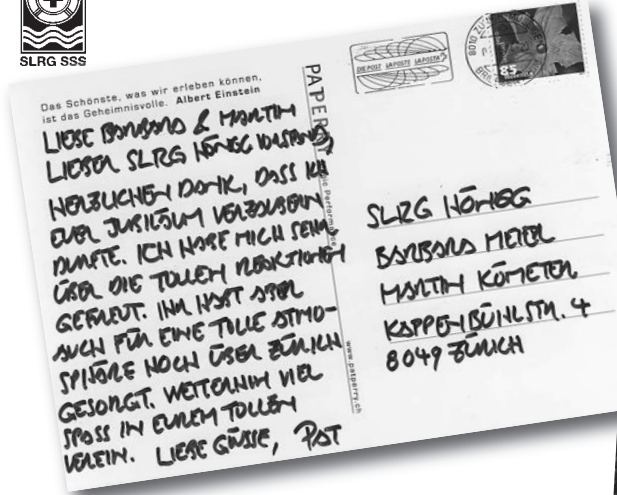 SLRG SSS
Das Schönste, was wir erleben können,
ist das Geheimnisvolle. Albert Einstein
LIEBE BARBARA & MARTIN
LIEBER SLRG HÖNGG VORSTAND,
HERZLICHEN DANK, DASS ICH
EUER JUBILÄUM VERZAUBERN
DURFTE. ICH HABE MICH SEHR
ÜBER DIE TOLLEN REAKTIONEN
GEFREUT. IHR HABT ABER
AUCH FÜR EINE TOLLE ATMO-
SPHÄRE HOCH ÜBER ZÜRICH
GESORGT. WEITERHIN VIEL
SPASS IN EUREM TOLLEN
VEREIN. LIEBE GRÜSSE, PAT
www.patperry.ch
DIE POST LA POSTE LA POSTA
8010
85
SLRG HÖNGG
BARBARA MEIER
MARTIN KÖMETER
KAPPENBÜHLSTR. 4
8049 ZÜRICH